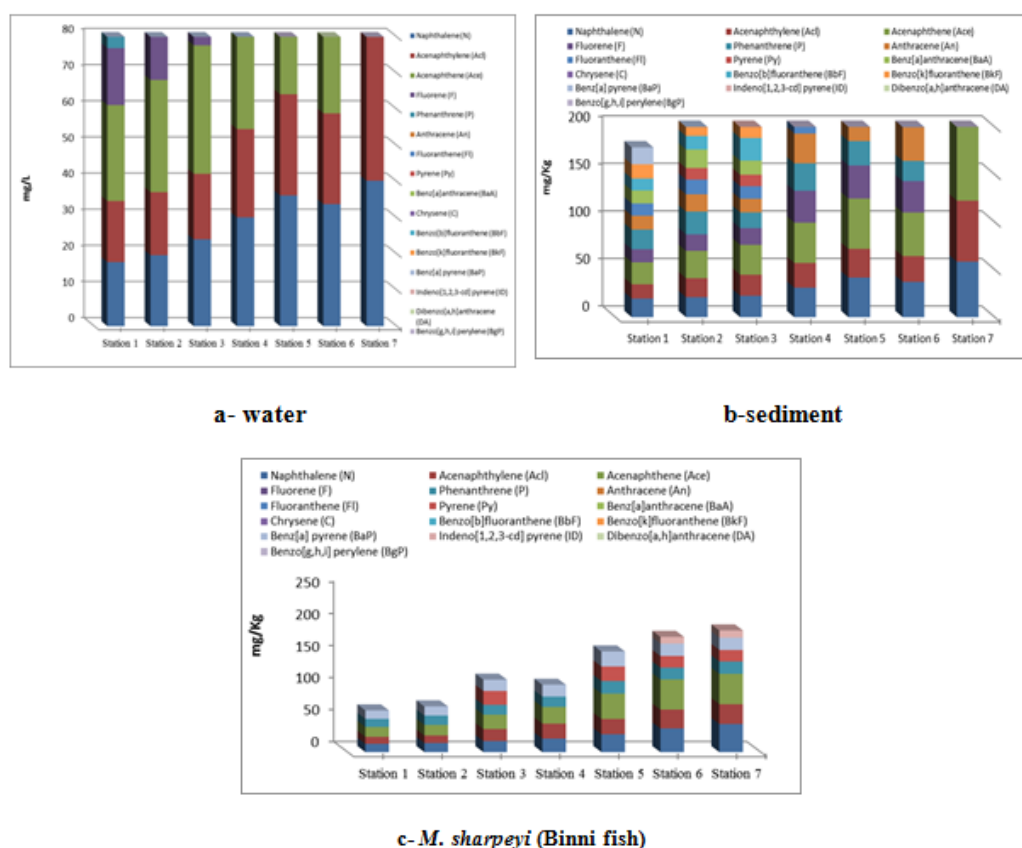 80
70
60
50
40
30
20
10
0
mg/L
Station 1 Station 2 Station 3 Station 4 Station 5 Station 6 Station 7
Naphthalene (N)
Acenaphthylene (Acl)
Acenaphthene (Ace)
Fluorene (F)
Phenanthrene (P)
Anthracene (An)
Fluoranthene (Fl)
Pyrene (Py)
Benz[a]anthracene (BaA)
Chrysene (C)
Benzo[b]fluoranthene (BbF)
Benzo[k]fluoranthene (BkF)
Benz[a] pyrene (BaP)
Indeno[1,2,3-cd] pyrene (ID)
Dibenzo[a,h]anthracene
(DA)
Benzo[g,h,i] perylene (BgP)
a- water
Naphthalene (N) Acenaphthylene (Acl) Acenaphthene (Ace)
Fluorene (F) Phenanthrene (P) Anthracene (An)
Fluoranthene (Fl) Pyrene (Py) Benz[a]anthracene (BaA)
Chrysene (C) Benzo[b]fluoranthene (BbF) Benzo[k]fluoranthene (BkF)
Benz[a] pyrene (BaP) Indeno[1,2,3-cd] pyrene (ID) Dibenzo[a,h]anthracene (DA)
Benzo[g,h,i] perylene (BgP)
200
150
100
50
0
mg/Kg
Station 1 Station 2 Station 3 Station 4 Station 5 Station 6 Station 7
b-sediment
Naphthalene (N) Acenaphthylene (Acl) Acenaphthene (Ace)
Fluorene (F) Phenanthrene (P) Anthracene (An)
Fluoranthene (Fl) Pyrene (Py) Benz[a]anthracene (BaA)
Chrysene (C) Benzo[b]fluoranthene (BbF) Benzo[k]fluoranthene (BkF)
Benz[a] pyrene (BaP) Indeno[1,2,3-cd] pyrene (ID) Dibenzo[a,h]anthracene (DA)
Benzo[g,h,i] perylene (BgP)
250
200
150
100
50
0
mg/Kg
Station 1 Station 2 Station 3 Station 4 Station 5 Station 6 Station 7
c- M. sharpeyi (Binni fish)